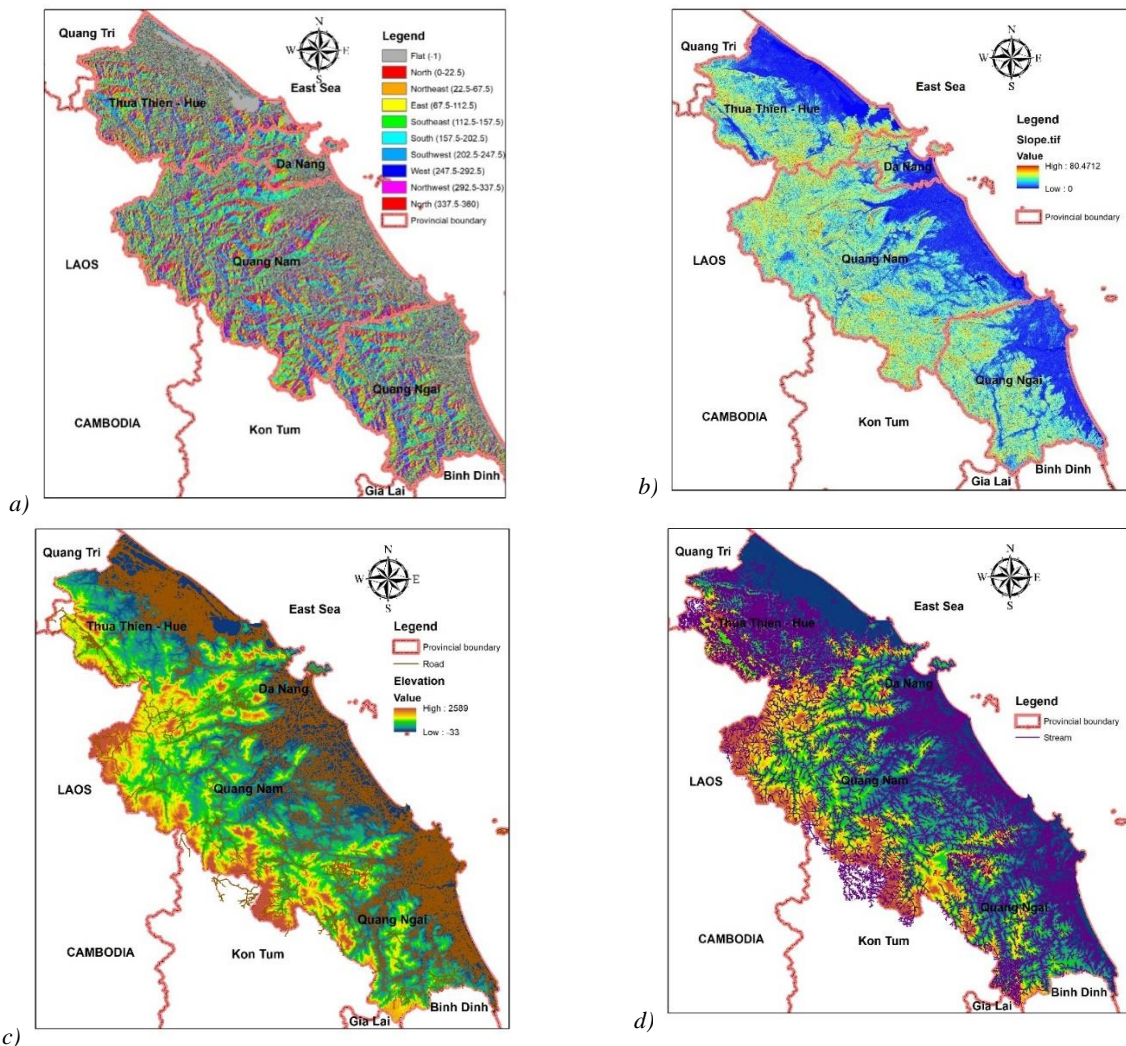 Quang Tri
N
W E
S
East Sea
Thua Thien - Hue
Da Nang
Quang Nam
LAOS
Quang Ngai
CAMBODIA
Kon Tum
Binh Dinh
Gia Lai
Legend
Flat (-1)
North (0-22.5)
Northeast (22.5-67.5)
East (67.5-112.5)
Southeast (112.5-157.5)
South (157.5-202.5)
Southwest (202.5-247.5)
West (247.5-292.5)
Northwest (292.5-337.5)
North (337.5-360)
Provincial boundary
a)
Quang Tri
N
W E
S
East Sea
Thua Thien - Hue
Da Nang
Quang Nam
LAOS
Quang Ngai
CAMBODIA
Kon Tum
Binh Dinh
Gia Lai
Legend
Slope.tif
Value
High : 80.4712
Low : 0
Provincial boundary
b)
Quang Tri
N
W E
S
East Sea
Thua Thien - Hue
Da Nang
Quang Nam
LAOS
Quang Ngai
CAMBODIA
Kon Tum
Binh Dinh
Gia Lai
Legend
Provincial boundary
Road
Elevation
Value
High : 2589
Low : -33
c)
Quang Tri
N
W E
S
East Sea
Thua Thien - Hue
Da Nang
Quang Nam
LAOS
Quang Ngai
CAMBODIA
Kon Tum
Binh Dinh
Gia Lai
Legend
Provincial boundary
Stream
d)